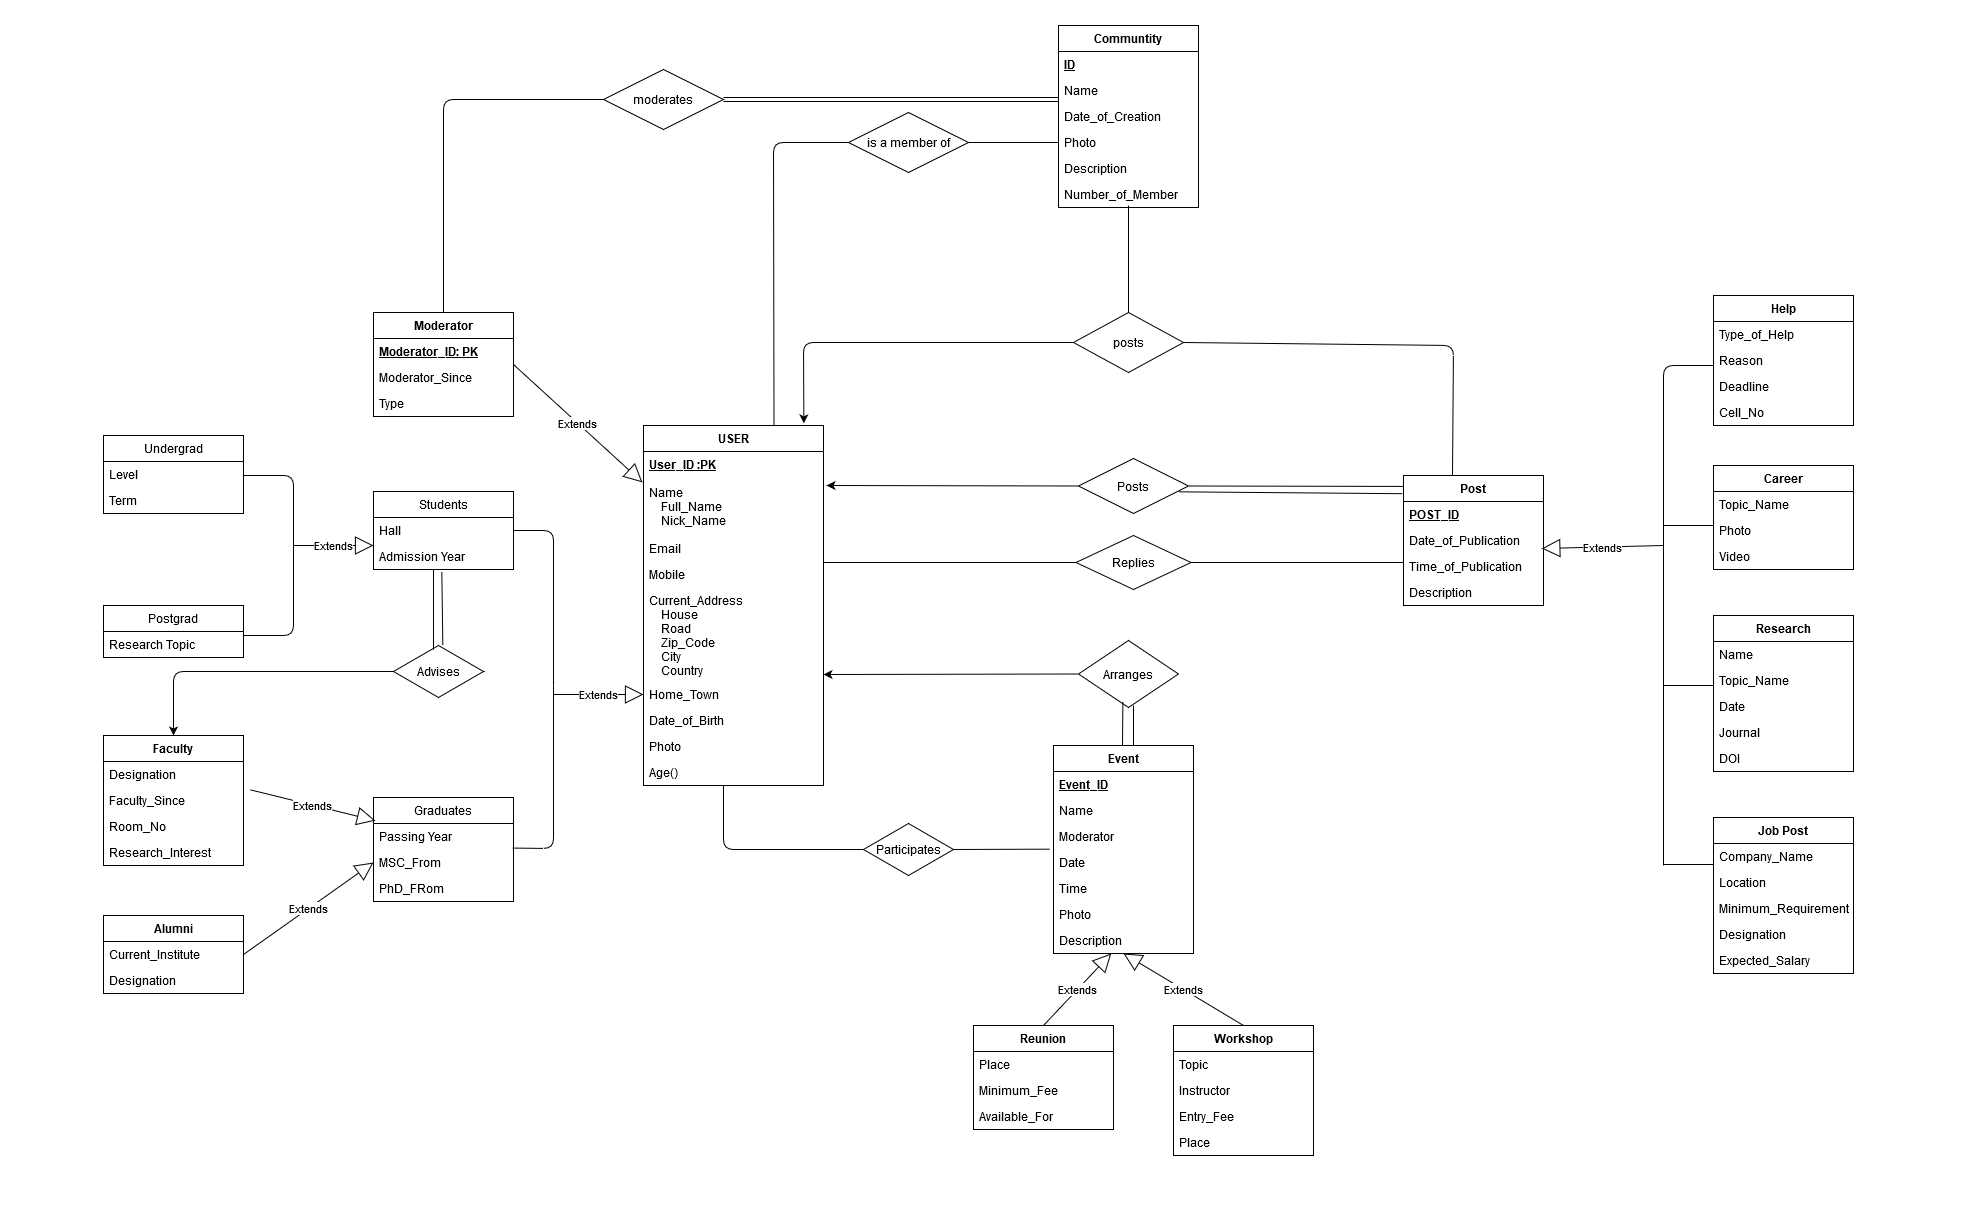 Communtity
ID
Name
Date_of_Creation
Photo
Description
Number_of_Member
moderates
is a member of
posts
Moderator
Moderator_ID: PK
Moderator_Since
Type
Extends
Undergrad
Level
Term
Students
Hall
Admission Year
Extends
Postgrad
Research Topic
Advises
Faculty
Designation
Faculty_Since
Room_No
Research_Interest
Extends
Graduates
Passing Year
MSC_From
PhD_FRom
Extends
Alumni
Current_Institute
Designation
Extends
USER
User_ID :PK
Name
Full_Name
Nick_Name
Email
Mobile
Current_Address
House
Road
Zip_Code
City
Country
Home_Town
Date_of_Birth
Photo
Age()
Posts
Replies
Arranges
Participates
Post
POST_ID
Date_of_Publication
Time_of_Publication
Description
Extends
Event
Event_ID
Name
Moderator
Date
Time
Photo
Description
Extends
Extends
Reunion
Place
Minimum_Fee
Available_For
Workshop
Topic
Instructor
Entry_Fee
Place
Help
Type_of_Help
Reason
Deadline
Cell_No
Career
Topic_Name
Photo
Video
Research
Name
Topic_Name
Date
Journal
DOI
Job Post
Company_Name
Location
Minimum_Requirement
Designation
Expected_Salary